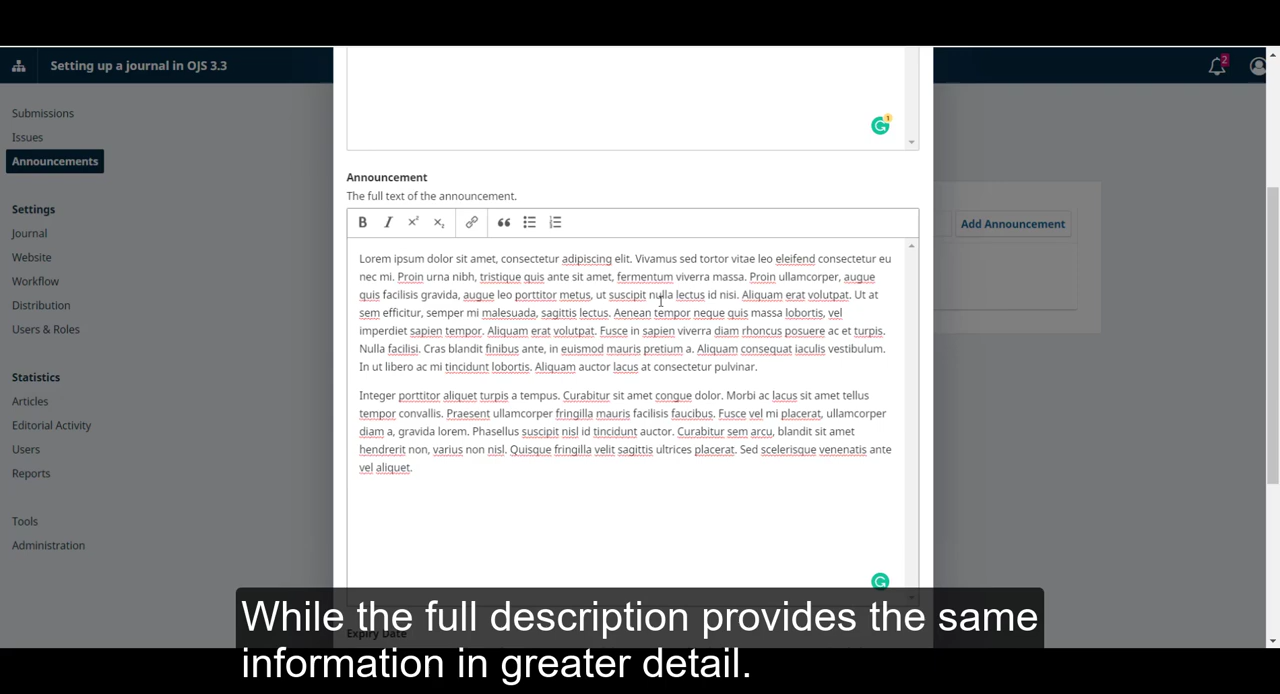 Setting up a journal in OJS 3.3
2
Submissions
Issues
Announcements
Settings
Journal
Website
Workflow
Distribution
Users & Roles
Statistics
Articles
Editorial Activity
Users
Reports
Tools
Administration
1
Announcement
The full text of the announcement.
Lorem ipsum dolor sit amet, consectetur adipiscing elit. Vivamus sed tortor vitae leo eleifend consectetur eu
nec mi. Proin urna nibh, tristique quis ante sit amet, fermentum viverra massa. Proin ullamcorper, augue
quis facilisis gravida, augue leo porttitor metus, ut suscipit nulla lectus id nisi. Aliquam erat volutpat. Ut at
sem efficitur, semper mi malesuada, sagittis lectus. Aenean tempor neque quis massa lobortis, vel
imperdiet sapien tempor. Aliquam erat volutpat. Fusce in sapien viverra diam rhoncus posuere ac et turpis.
Nulla facilisi. Cras blandit finibus ante, in euismod mauris pretium a. Aliquam consequat iaculis vestibulum.
In ut libero ac mi tincidunt lobortis. Aliquam auctor lacus at consectetur pulvinar.
Integer porttitor aliquet turpis a tempus. Curabitur sit amet congue dolor. Morbi ac lacus sit amet tellus
tempor convallis. Praesent ullamcorper fringilla mauris facilisis faucibus. Fusce vel mi placerat, ullamcorper
diam a, gravida lorem. Phasellus suscipit nisl id tincidunt auctor. Curabitur sem arcu, blandit sit amet
hendrerit non, varius non nisl. Quisque fringilla velit sagittis ultrices placerat. Sed scelerisque venenatis ante
vel aliquet.
Expiry Date
Add Announcement
While the full description provides the same
information in greater detail.